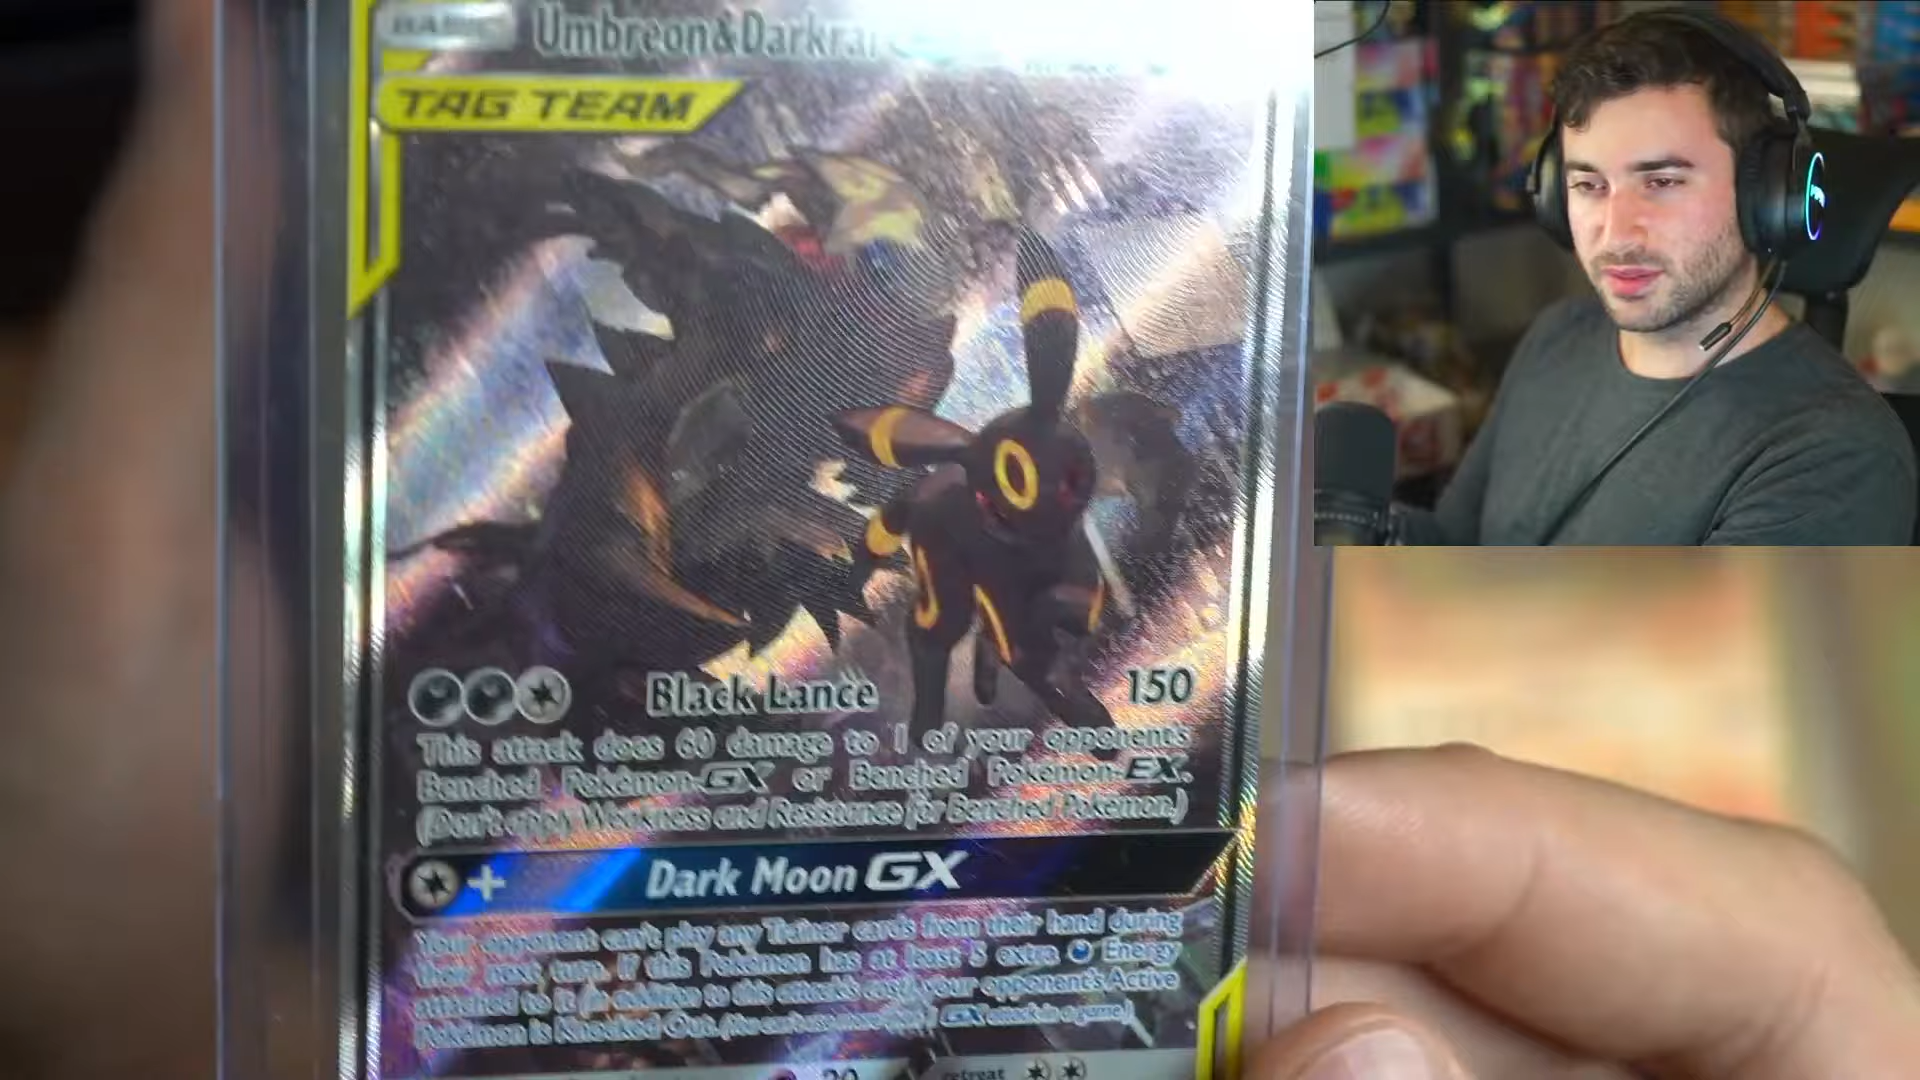 BASIC Umbreon&Darkrai
TAG TEAM
Black Lance 150
This attack does 60 damage to 1 of your opponent's
Benched Pokémon-GX or Benched Pokémon-EX.
(Don't apply Weakness and Resistance for Benched Pokémon.)
+ Dark Moon GX
Your opponent can't play any Trainer cards from their hand during
their next turn. If this Pokémon has at least 5 extra Energy
attached to it (in addition to this attack's cost), your opponent's Active
Pokémon is Knocked Out. (You can't use more than 1 GX attack in a game.)
20 retreat